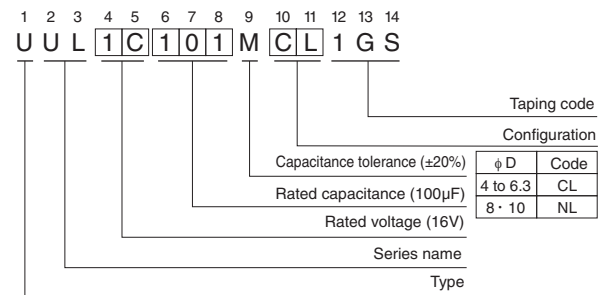 1 2 3 4 5 6 7 8 9 10 11 12 13 14
U U L 1 C 1 0 1 M C L 1 G S
Taping code
Configuration
Capacitance tolerance (±20%)
φ D Code
4 to 6.3 CL
8 · 10 NL
Rated capacitance (100µF)
Rated voltage (16V)
Series name
Type